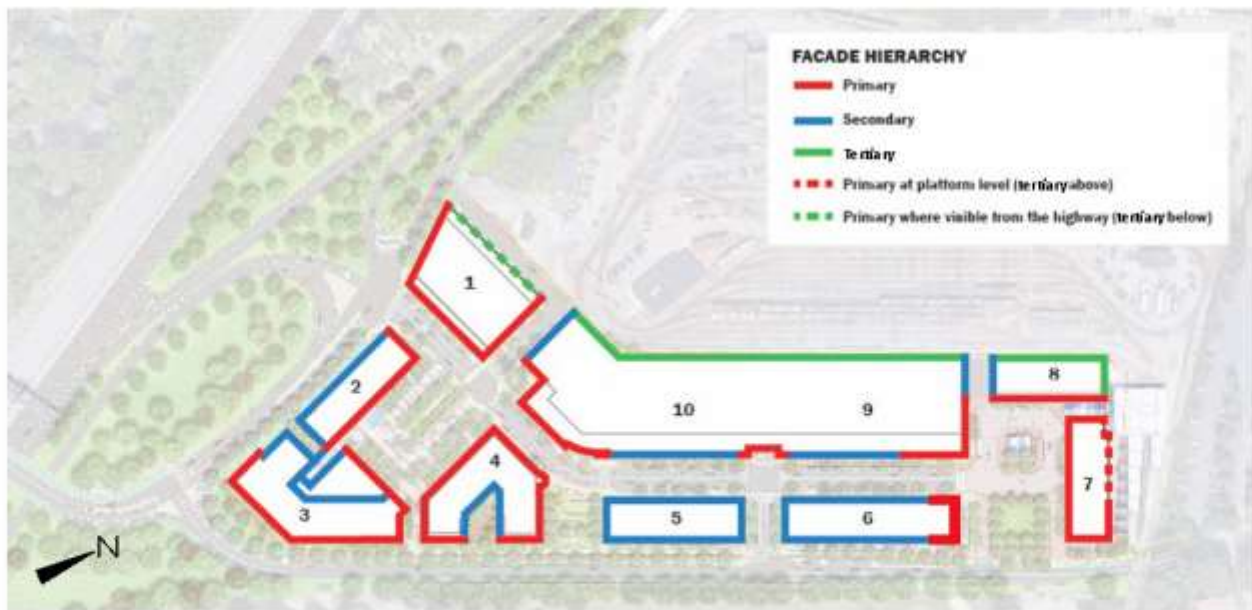 FACADE HIERARCHY
Primary
Secondary
Tertiary
Primary at platform level (tertiary above)
Primary where visible from the highway (tertiary below)
1
2
8
10
9
4
7
3
5
6
N